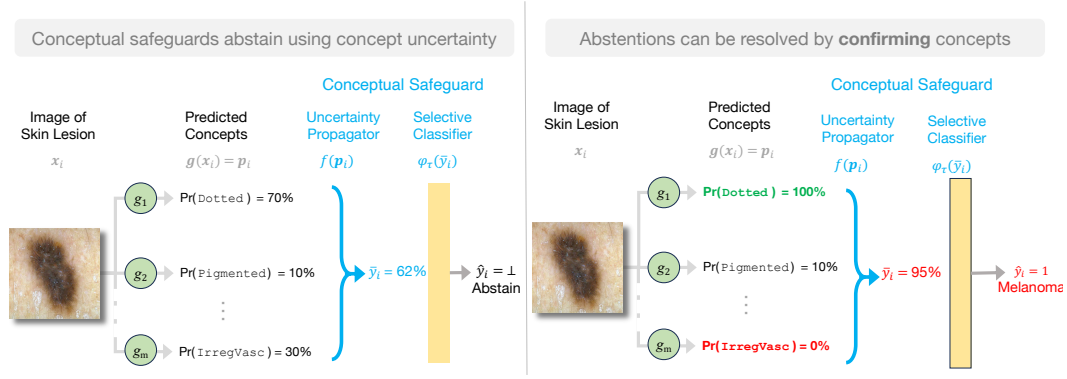 Conceptual safeguards abstain using concept uncertainty
Conceptual Safeguard
Image of
Skin Lesion
Predicted
Concepts
Uncertainty
Propagator
Selective
Classifier
𝒙ᵢ
𝒈(𝒙ᵢ) = 𝒑ᵢ
f(𝒑ᵢ)
φ_τ(ȳᵢ)
g₁
Pr(Dotted) = 70%
g₂
Pr(Pigmented) = 10%
⋮
gₘ
Pr(IrregVasc) = 30%
ȳᵢ = 62%
ŷᵢ = ⊥
Abstain
Abstentions can be resolved by confirming concepts
Conceptual Safeguard
Image of
Skin Lesion
Predicted
Concepts
Uncertainty
Propagator
Selective
Classifier
𝒙ᵢ
𝒈(𝒙ᵢ) = 𝒑ᵢ
f(𝒑ᵢ)
φ_τ(ȳᵢ)
g₁
Pr(Dotted) = 100%
g₂
Pr(Pigmented) = 10%
⋮
gₘ
Pr(IrregVasc) = 0%
ȳᵢ = 95%
ŷᵢ = 1
Melanoma